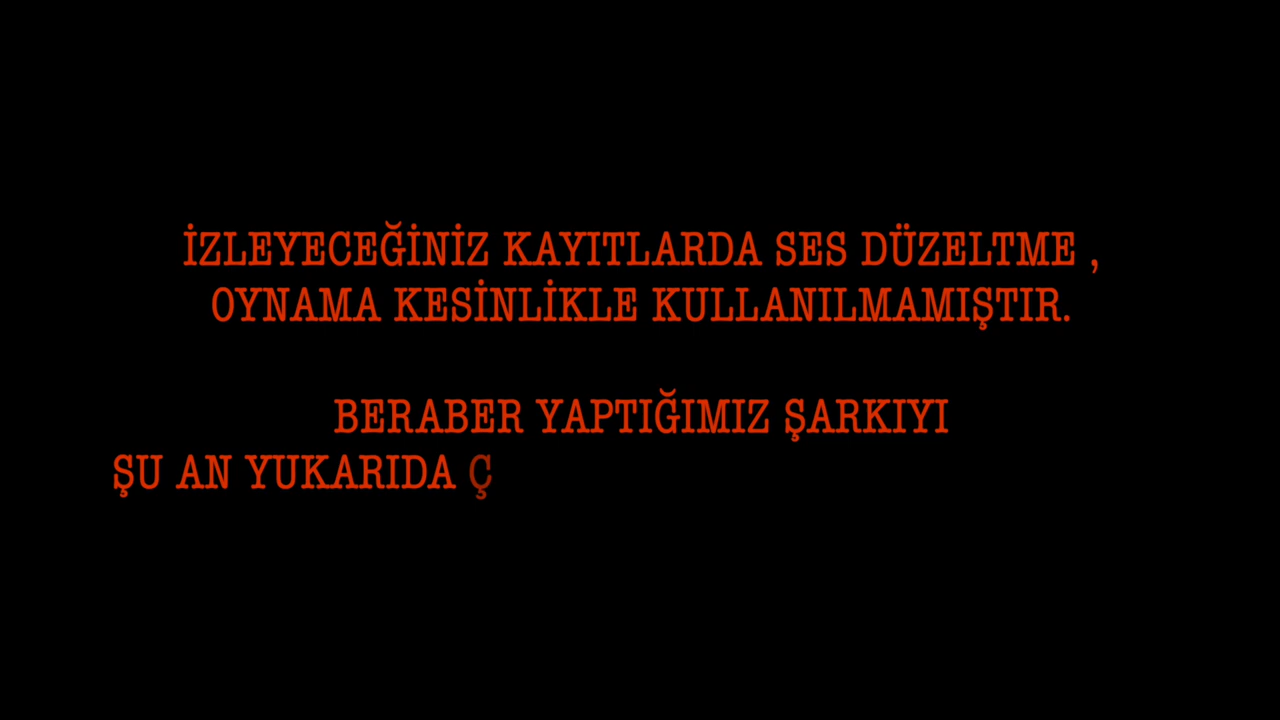 İZLEYECEĞİNİZ KAYITLARDA SES DÜZELTME ,
OYNAMA KESİNLİKLE KULLANILMAMIŞTIR.
BERABER YAPTIĞIMIZ ŞARKIYI
ŞU AN YUKARIDA Ç